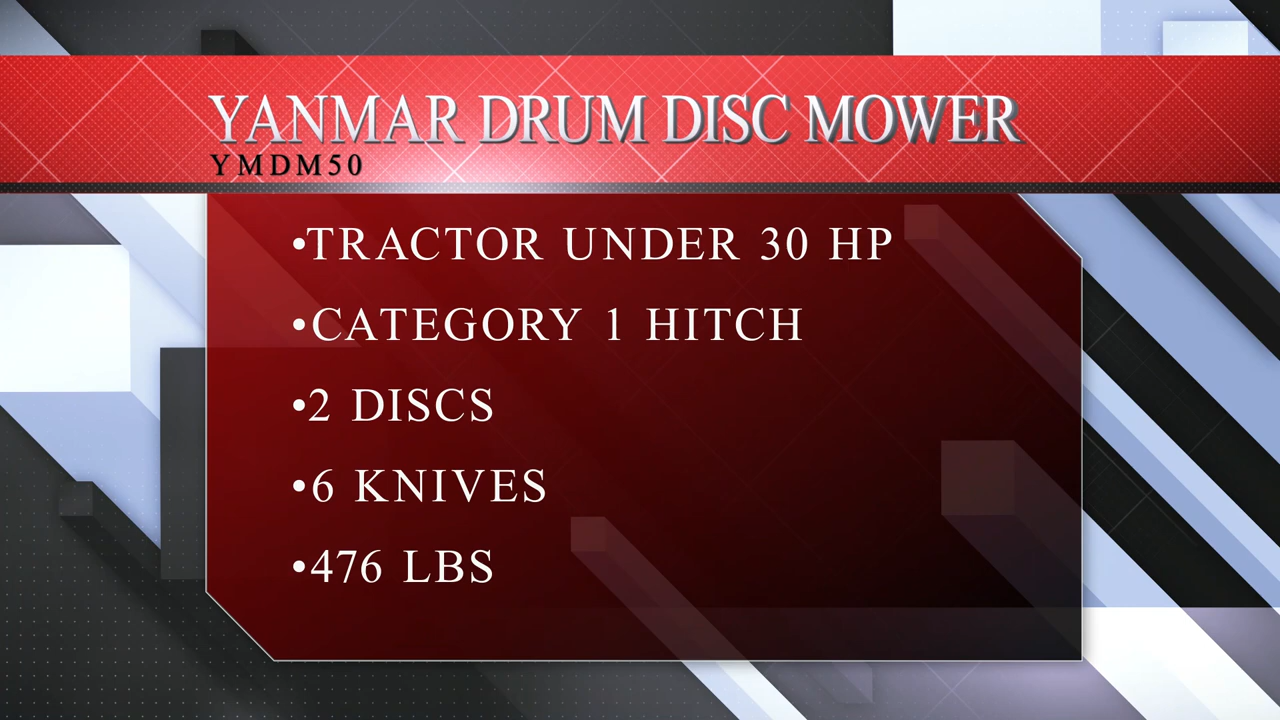 YANMAR DRUM DISC MOWER
YMDM50
•TRACTOR UNDER 30 HP
•CATEGORY 1 HITCH
•2 DISCS
•6 KNIVES
•476 LBS